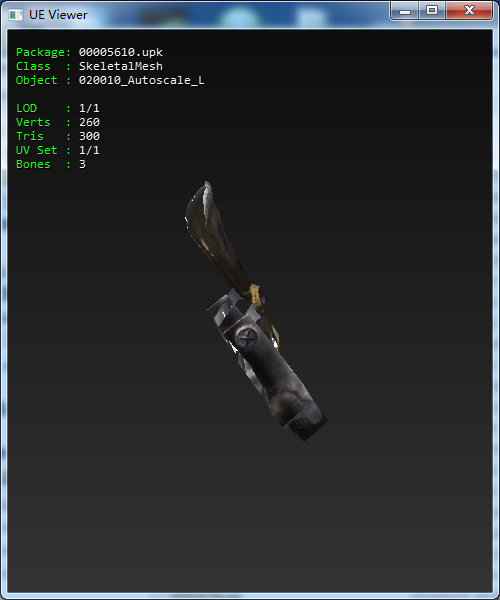 UE Viewer
Package: 00005610.upk
Class : SkeletalMesh
Object : 020010_Autoscale_L
LOD : 1/1
Verts : 260
Tris : 300
UV Set : 1/1
Bones : 3